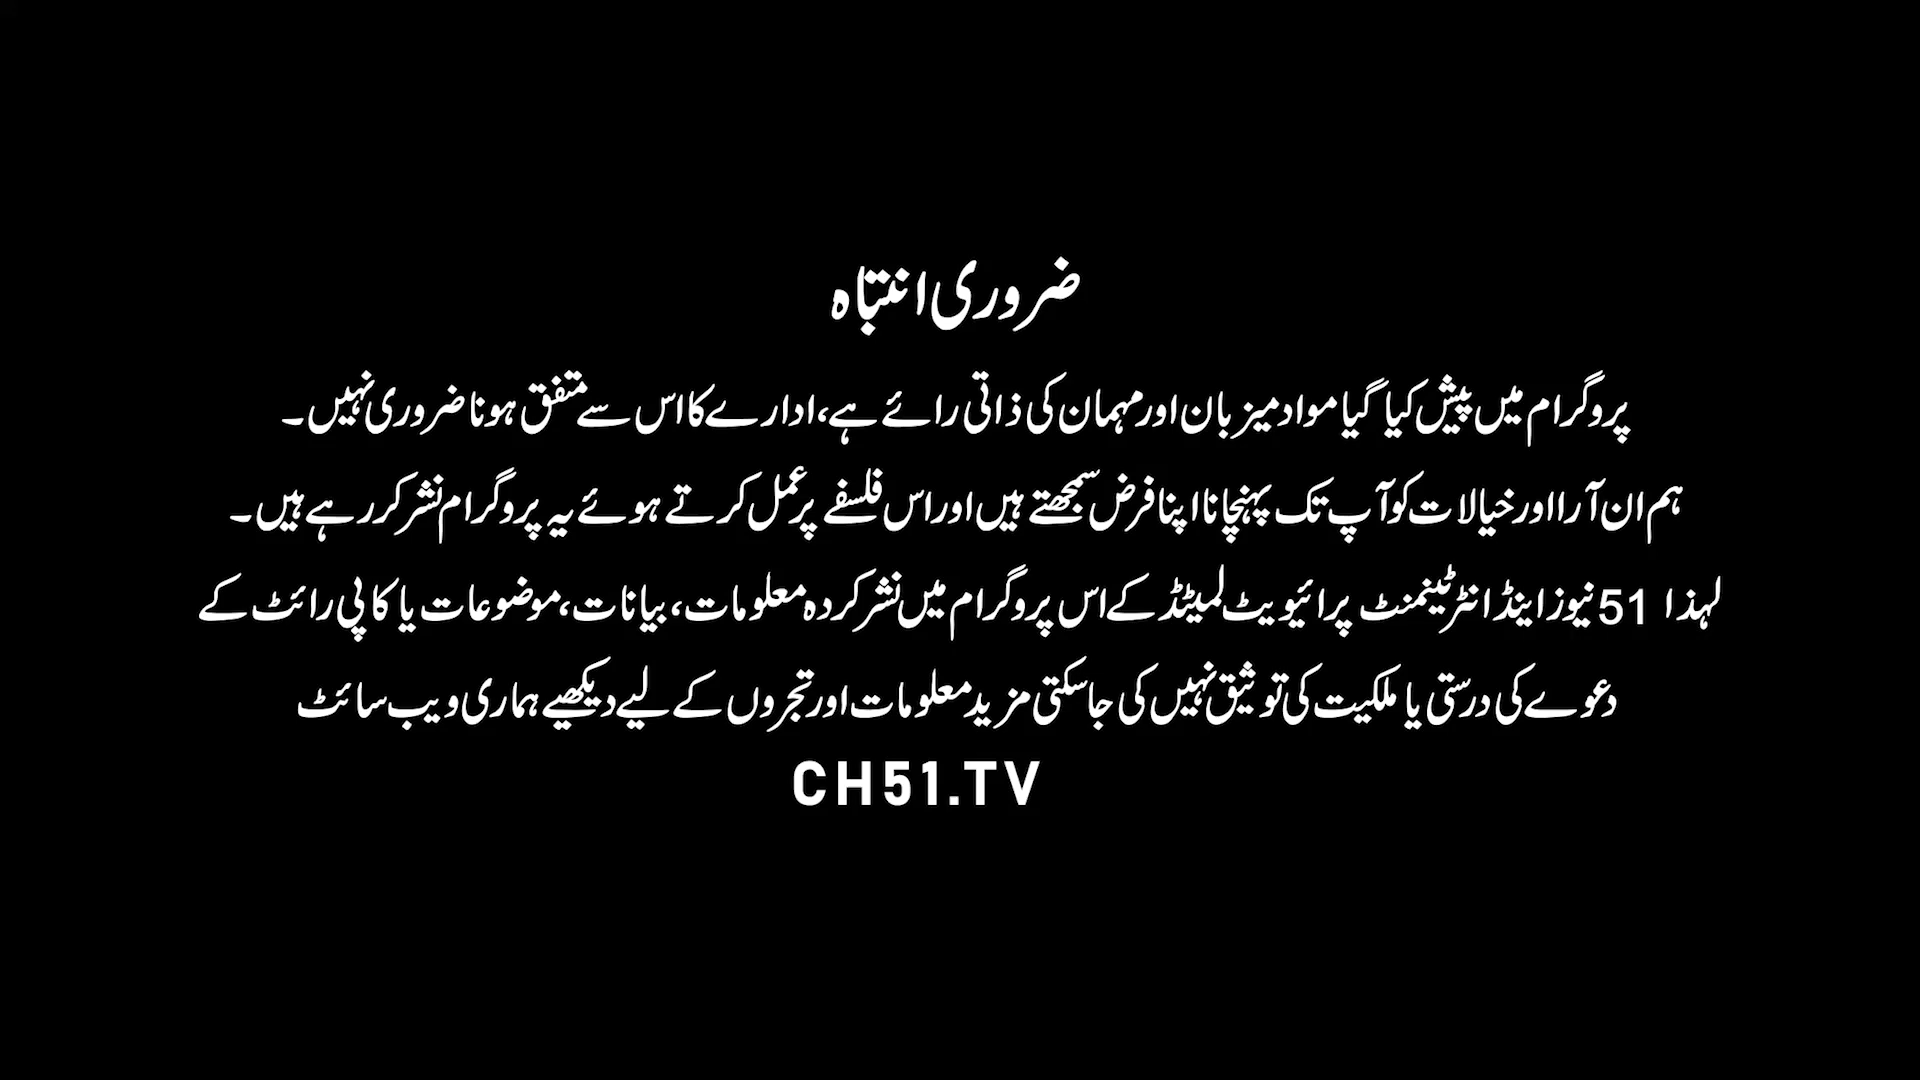 ضروری انتباہ
پروگرام میں پیش کیا گیا مواد میزبان اور مہمان کی ذاتی رائے ہے، ادارے کا اس سے متفق ہونا ضروری نہیں۔
ہم ان آرا اور خیالات کو آپ تک پہنچانا اپنا فرض سمجھتے ہیں اور اس فلسفے پر عمل کرتے ہوئے یہ پروگرام نشر کر رہے ہیں۔
لہذا 51 نیوز اینڈ انٹرٹینمنٹ پرائیویٹ لمیٹڈ کے اس پروگرام میں نشر کردہ معلومات، بیانات، موضوعات یا کاپی رائٹ کے
دعوے کی درستی یا ملکیت کی توثیق نہیں کی جا سکتی مزید معلومات اور تجروں کے لیے دیکھیے ہماری ویب سائٹ
CH51.TV